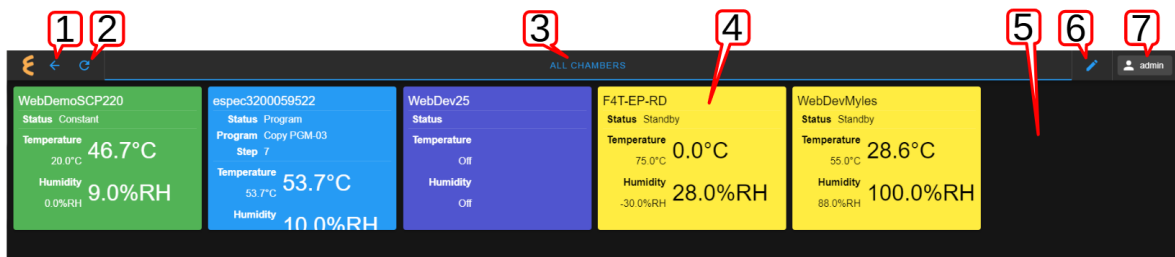 1 2 3 4 5 6 7
ALL CHAMBERS
admin
WebDemoSCP220
Status Constant
Temperature
20.0°C 46.7°C
Humidity
0.0%RH 9.0%RH
espec3200059522
Status Program
Program Copy PGM-03
Step 7
Temperature
53.7°C 53.7°C
Humidity
10.0%RH
WebDev25
Status
Temperature
Off
Humidity
Off
F4T-EP-RD
Status Standby
Temperature
75.0°C 0.0°C
Humidity
-30.0%RH 28.0%RH
WebDevMyles
Status Standby
Temperature
55.0°C 28.6°C
Humidity
88.0%RH 100.0%RH